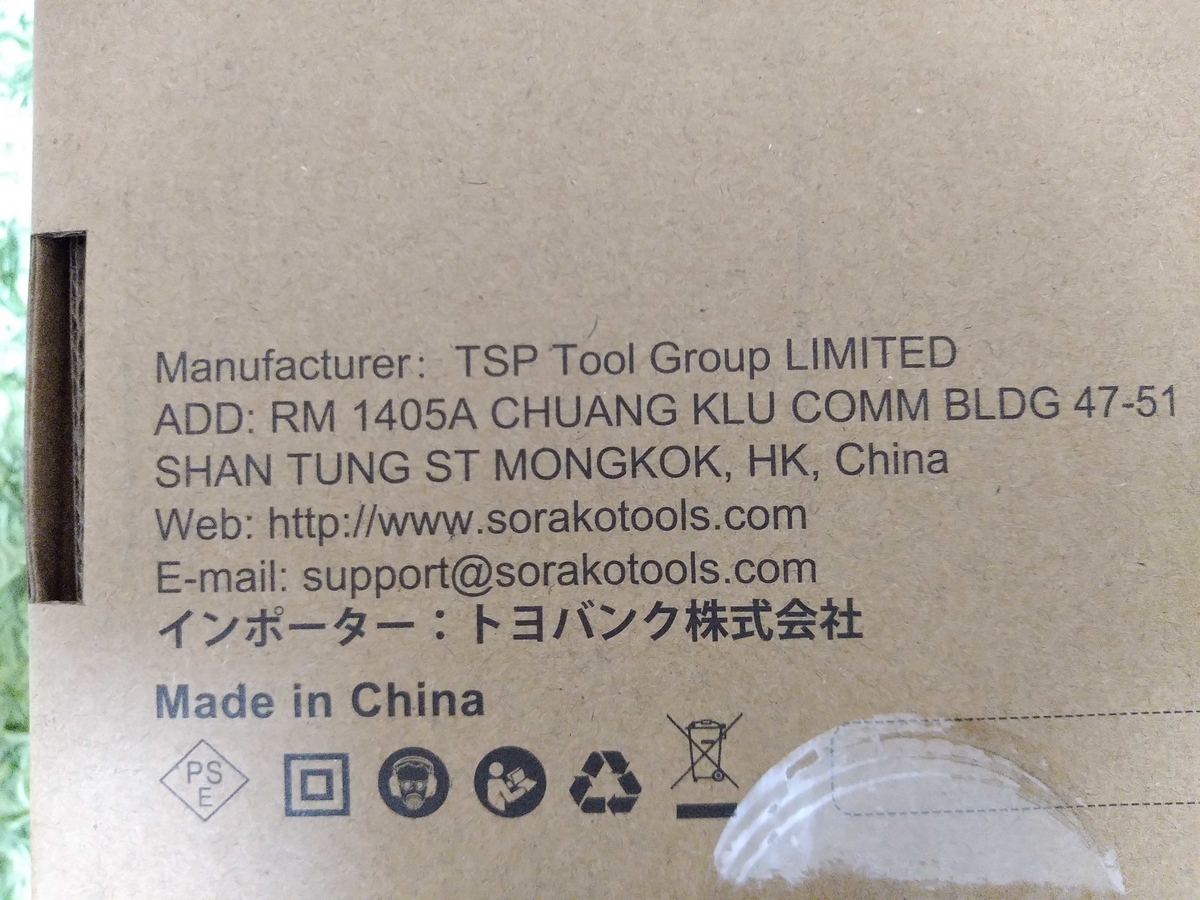 Manufacturer： TSP Tool Group LIMITED
ADD: RM 1405A CHUANG KLU COMM BLDG 47-51
SHAN TUNG ST MONGKOK, HK, China
Web: http://www.sorakotools.com
E-mail: support@sorakotools.com
インポーター：トヨバンク株式会社
Made in China
PS
E